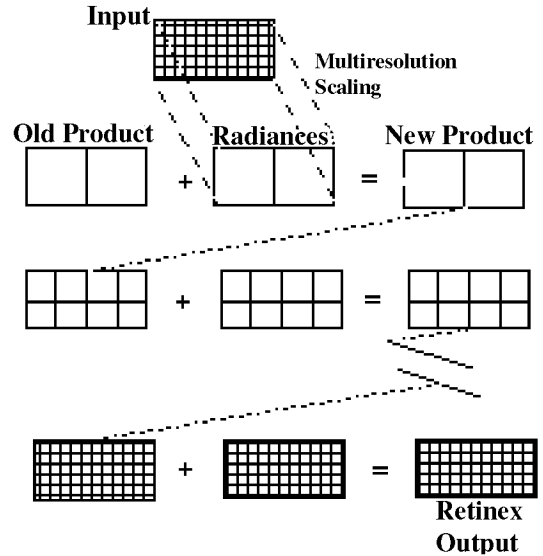 Input
Multiresolution
Scaling
Old Product
Radiances
New Product
+ =
+ =
+ =
Retinex
Output